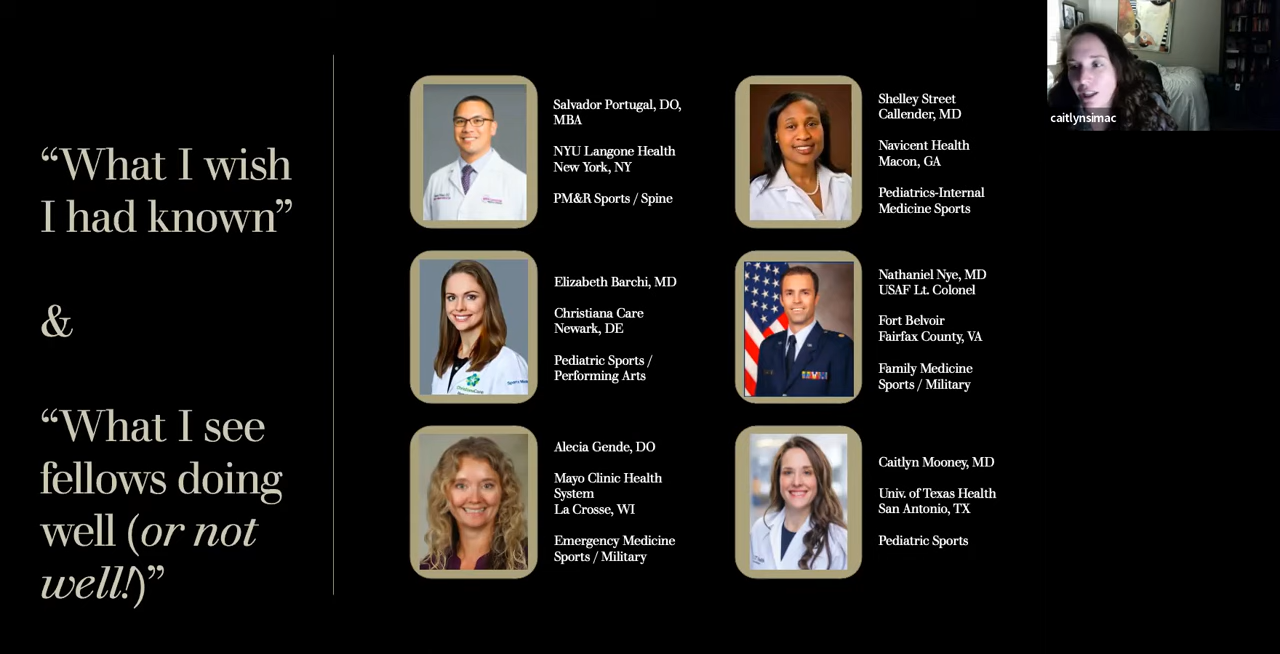 “What I wish
I had known”
&
“What I see
fellows doing
well (or not
well!)”
Salvador Portugal, DO,
MBA
NYU Langone Health
New York, NY
PM&R Sports / Spine
Shelley Street
Callender, MD
Navicent Health
Macon, GA
Pediatrics-Internal
Medicine Sports
Elizabeth Barchi, MD
Christiana Care
Newark, DE
Pediatric Sports /
Performing Arts
Nathaniel Nye, MD
USAF Lt. Colonel
Fort Belvoir
Fairfax County, VA
Family Medicine
Sports / Military
Alecia Gende, DO
Mayo Clinic Health
System
La Crosse, WI
Emergency Medicine
Sports / Military
Caitlyn Mooney, MD
Univ. of Texas Health
San Antonio, TX
Pediatric Sports
caitlynsimac